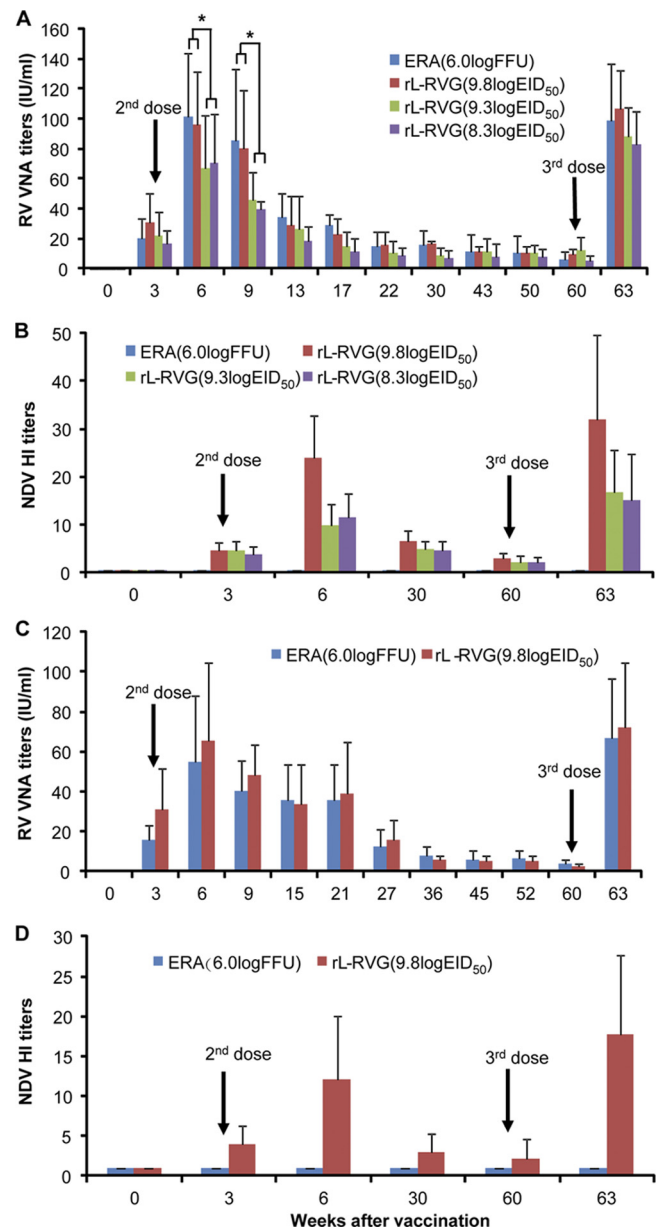 A
RV VNA titers (IU/ml)
160
140
120
100
80
60
40
20
0
2nd dose
*
*
ERA(6.0logFFU)
rL-RVG(9.8logEID50)
rL-RVG(9.3logEID50)
rL-RVG(8.3logEID50)
3rd dose
0 3 6 9 13 17 22 30 43 50 60 63
B
NDV HI titers
50
40
30
20
10
0
ERA(6.0logFFU) rL-RVG(9.8logEID50)
rL-RVG(9.3logEID50) rL-RVG(8.3logEID50)
2nd dose
3rd dose
0 3 6 30 60 63
C
RV VNA titers (IU/ml)
120
100
80
60
40
20
0
ERA(6.0logFFU) rL-RVG(9.8logEID50)
2nd dose
3rd dose
0 3 6 9 15 21 27 36 45 52 60 63
D
NDV HI titers
30
25
20
15
10
5
0
ERA(6.0logFFU) rL-RVG(9.8logEID50)
2nd dose
3rd dose
0 3 6 30 60 63
Weeks after vaccination